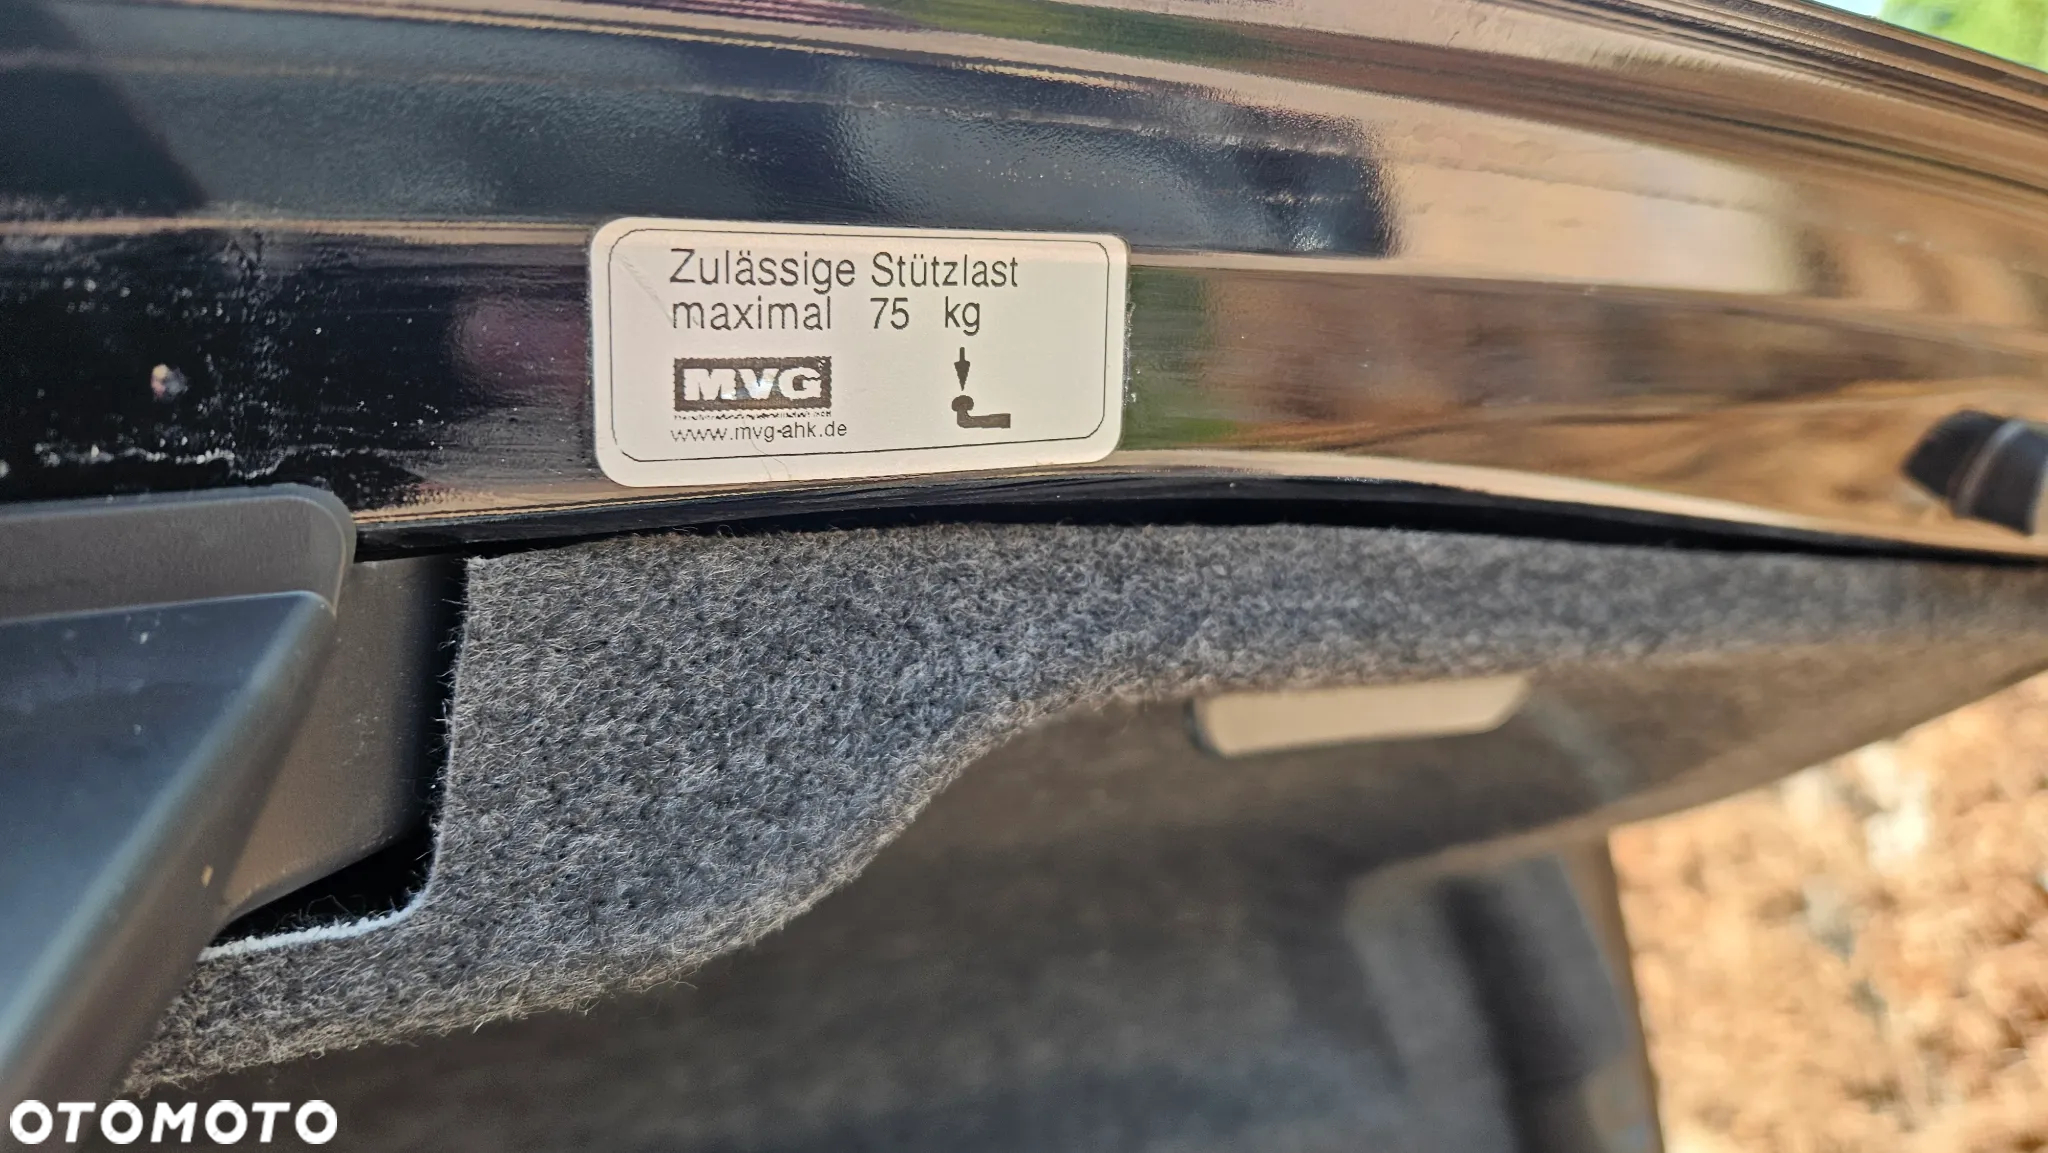 Zulässige Stützlast
maximal 75 kg
MVG
www.mvg-ahk.de
OTOMOTO